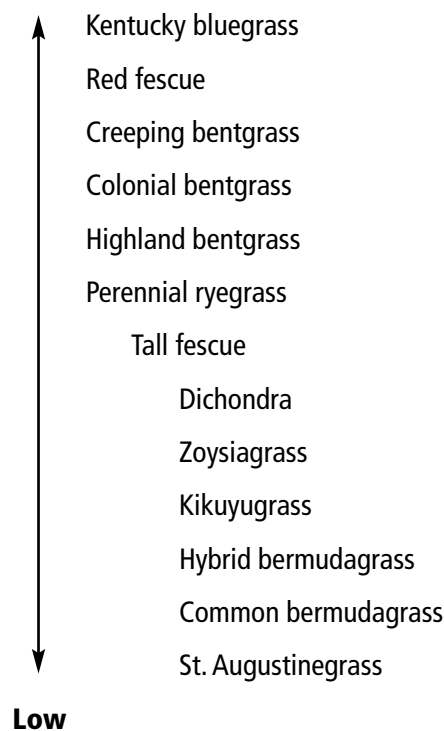 Kentucky bluegrass
Red fescue
Creeping bentgrass
Colonial bentgrass
Highland bentgrass
Perennial ryegrass
Tall fescue
Dichondra
Zoysiagrass
Kikuyugrass
Hybrid bermudagrass
Common bermudagrass
St. Augustinegrass
Low